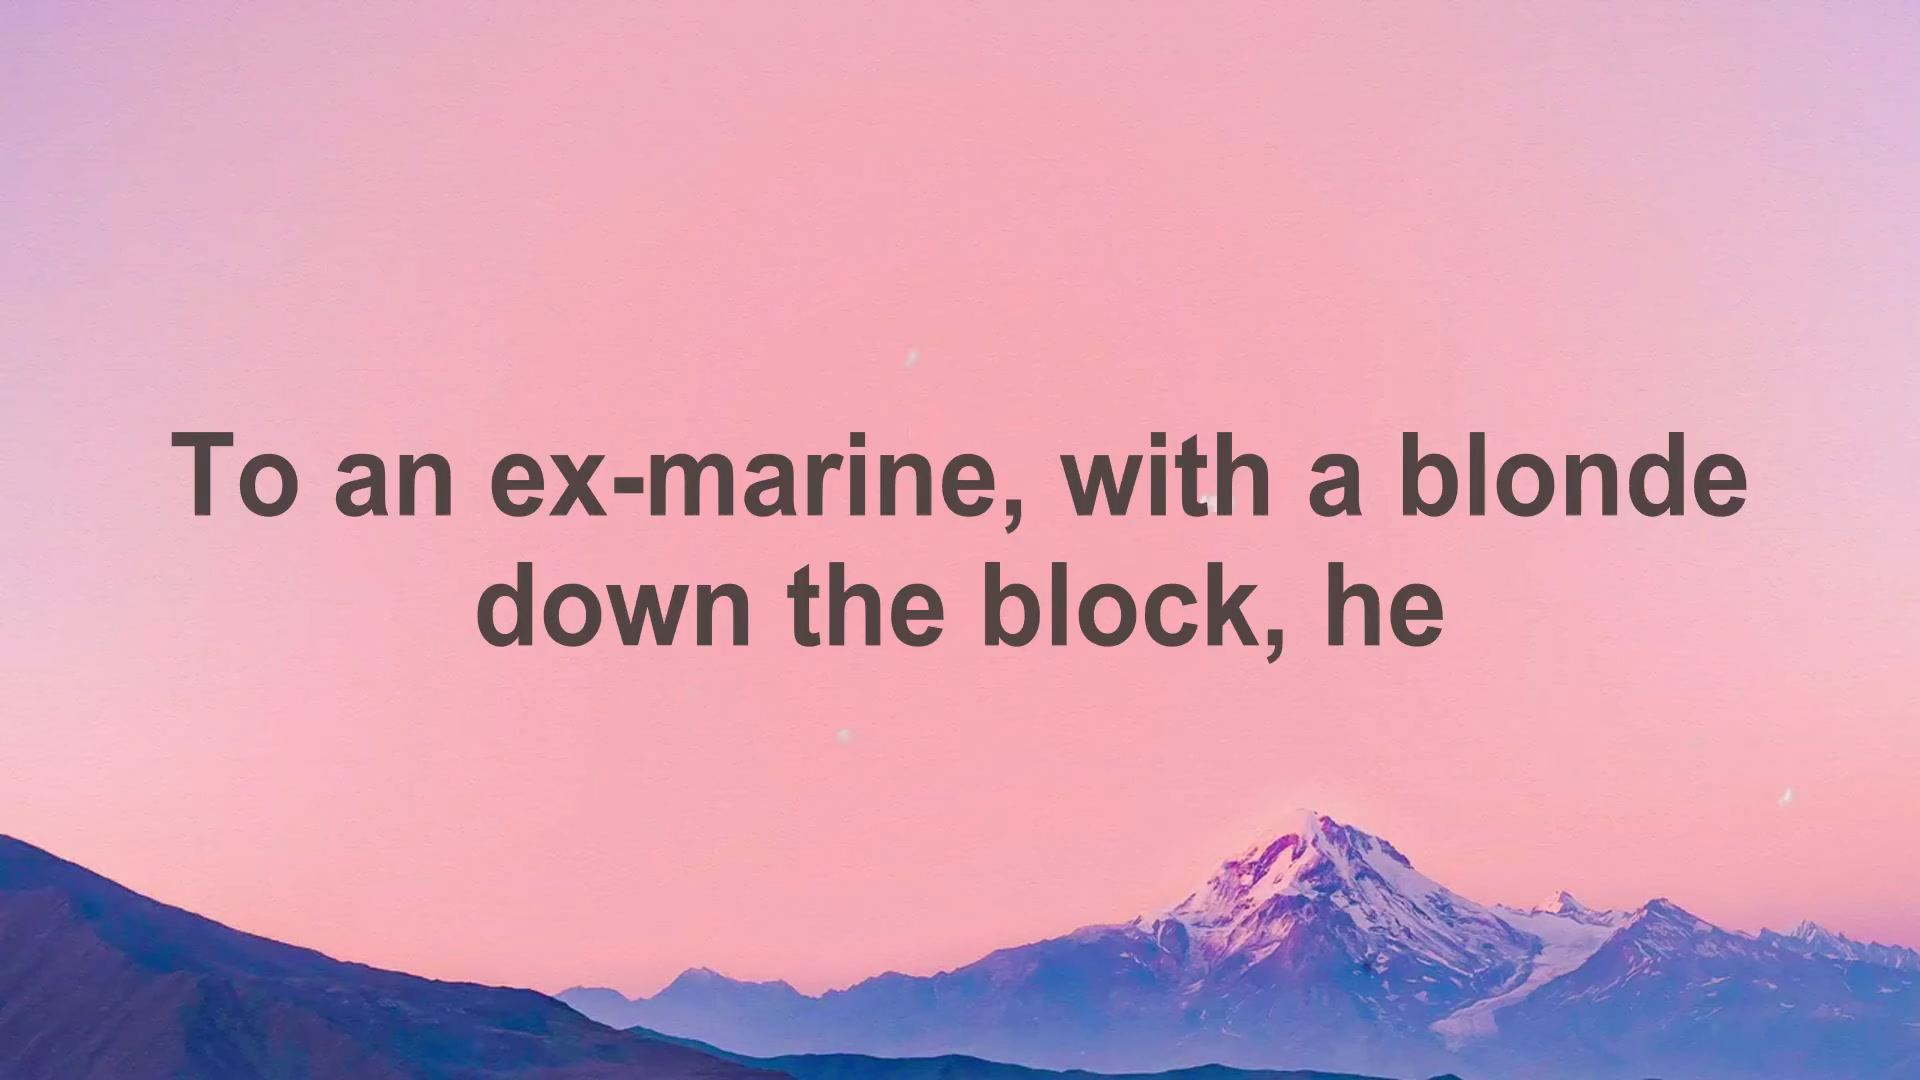 To an ex-marine, with a blonde
down the block, he